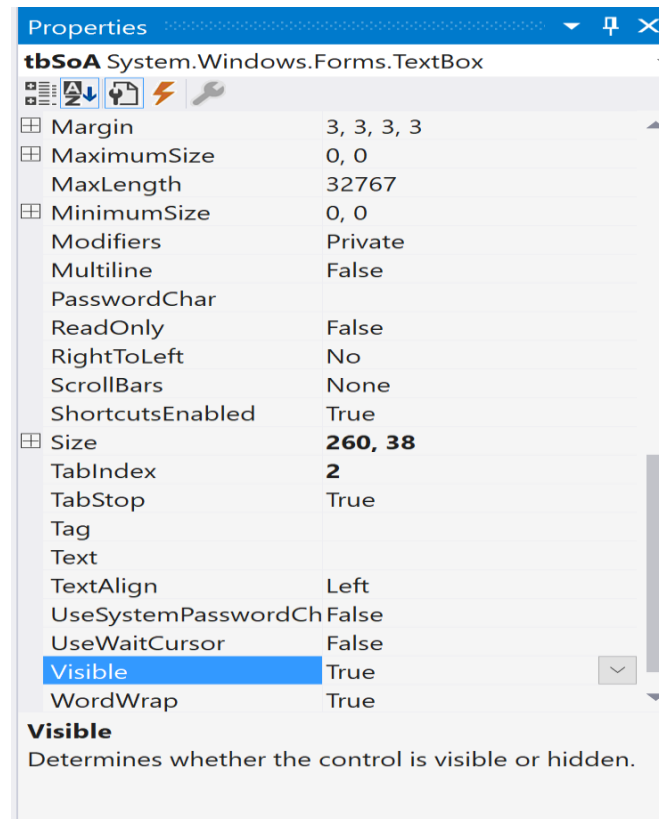 Properties
tbSoA System.Windows.Forms.TextBox
Margin 3, 3, 3, 3
MaximumSize 0, 0
MaxLength 32767
MinimumSize 0, 0
Modifiers Private
Multiline False
PasswordChar
ReadOnly False
RightToLeft No
ScrollBars None
ShortcutsEnabled True
Size 260, 38
TabIndex 2
TabStop True
Tag
Text
TextAlign Left
UseSystemPasswordCh False
UseWaitCursor False
Visible True
WordWrap True
Visible
Determines whether the control is visible or hidden.